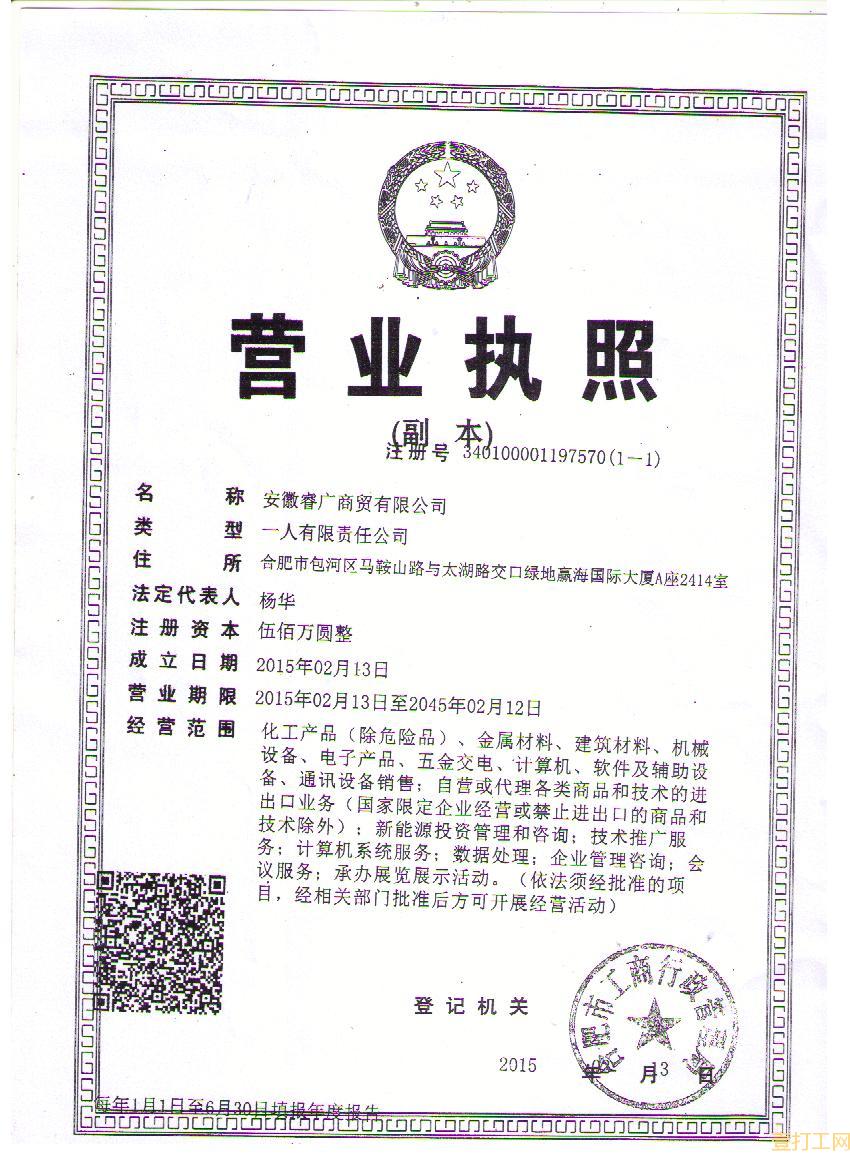 营业执照
(副 本)
注册号 340100001197570(1-1)
名称 安徽睿广商贸有限公司
类型 一人有限责任公司
住所 合肥市包河区马鞍山路与太湖路交口绿地赢海国际大厦A座2414室
法定代表人 杨华
注册资本 伍佰万圆整
成立日期 2015年02月13日
营业期限 2015年02月13日至2045年02月12日
经营范围 化工产品（除危险品）、金属材料、建筑材料、机械
设备、电子产品、五金交电、计算机、软件及辅助设
备、通讯设备销售；自营或代理各类商品和技术的进
出口业务（国家限定企业经营或禁止进出口的商品和
技术除外）；新能源投资管理和咨询；技术推广服
务；计算机系统服务；数据处理；企业管理咨询；会
议服务；承办展览展示活动。（依法须经批准的项
目，经相关部门批准后方可开展经营活动）
登记机关
合肥市工商行政管理局
2015 年 月13 日
每年1月1日至6月30日填报年度报告
壹打工网